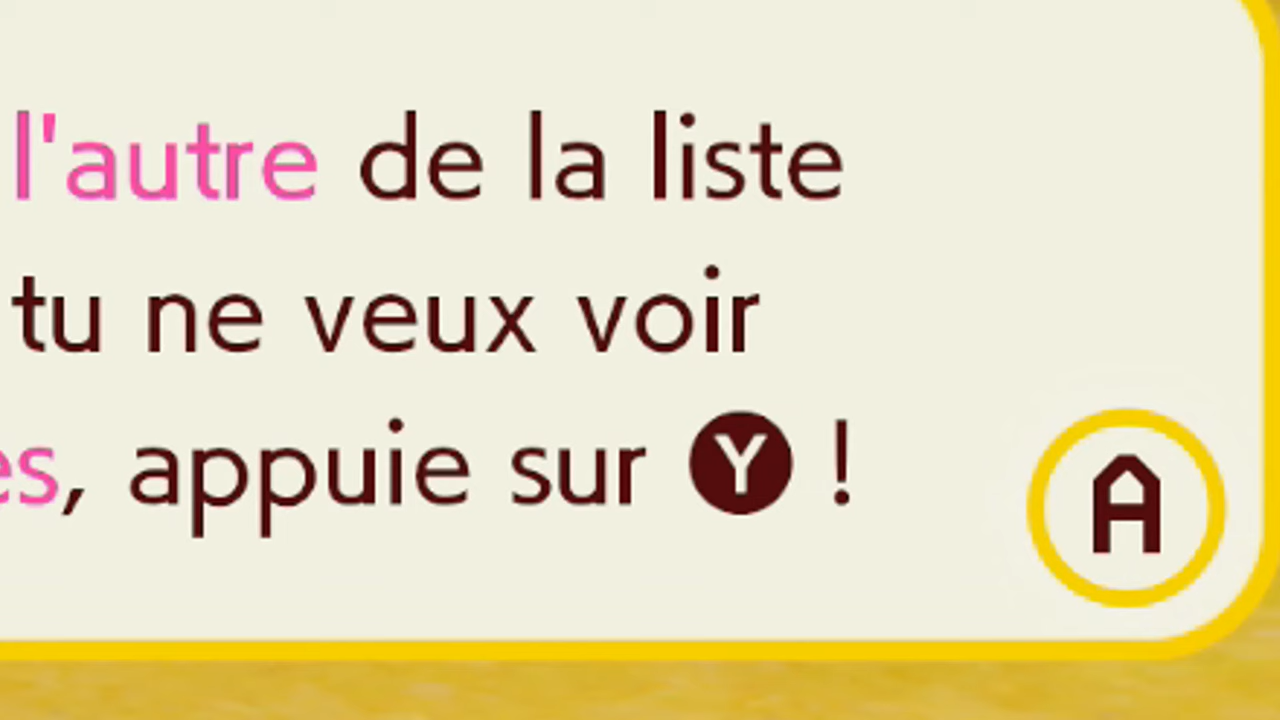 l'autre de la liste
tu ne veux voir
es, appuie sur Y !
A